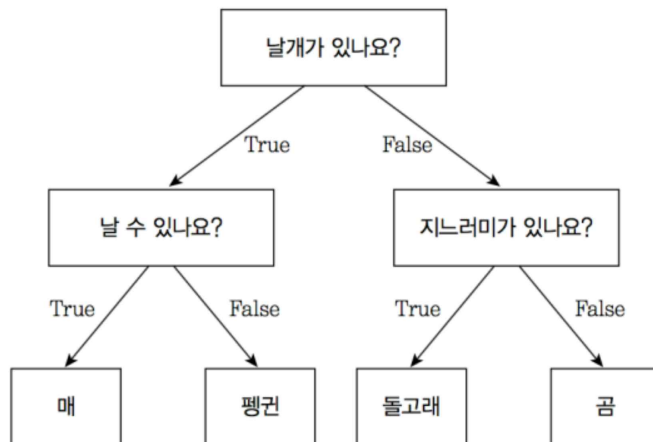 날개가 있나요?
True
False
날 수 있나요?
지느러미가 있나요?
True
False
True
False
매
펭귄
돌고래
곰